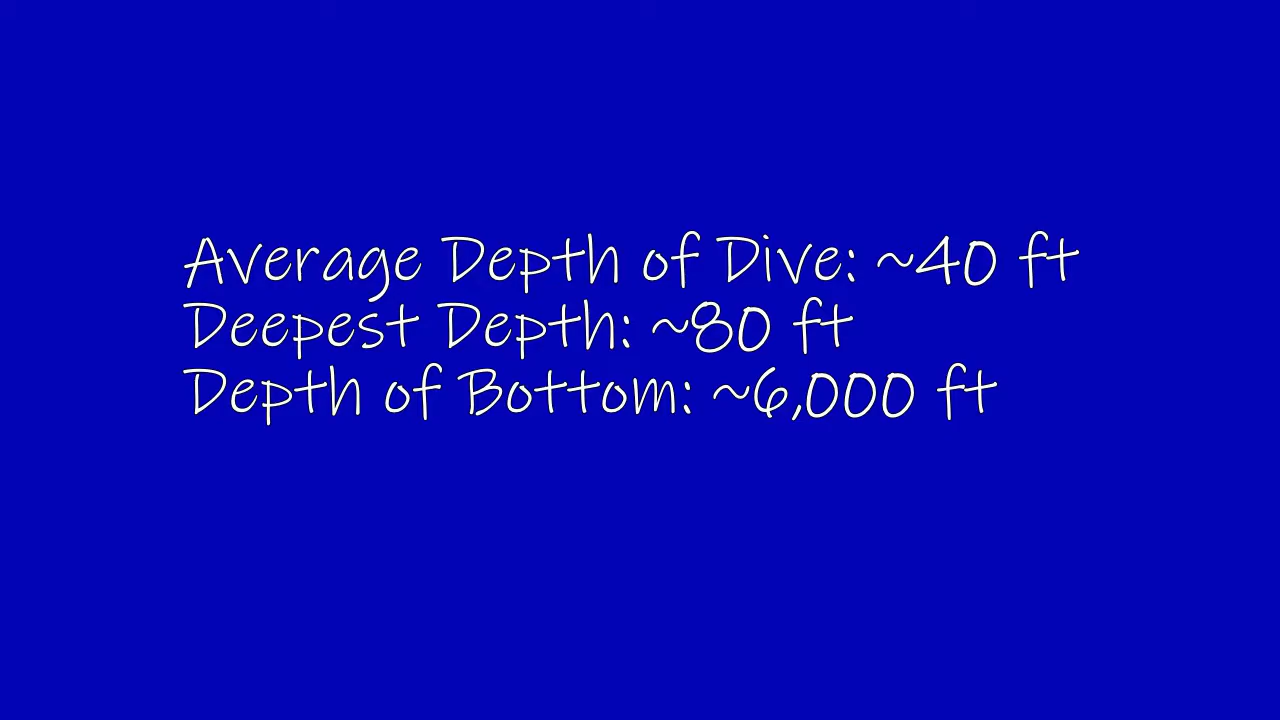 Average Depth of Dive: ~40 ft
Deepest Depth: ~80 ft
Depth of Bottom: ~6,000 ft